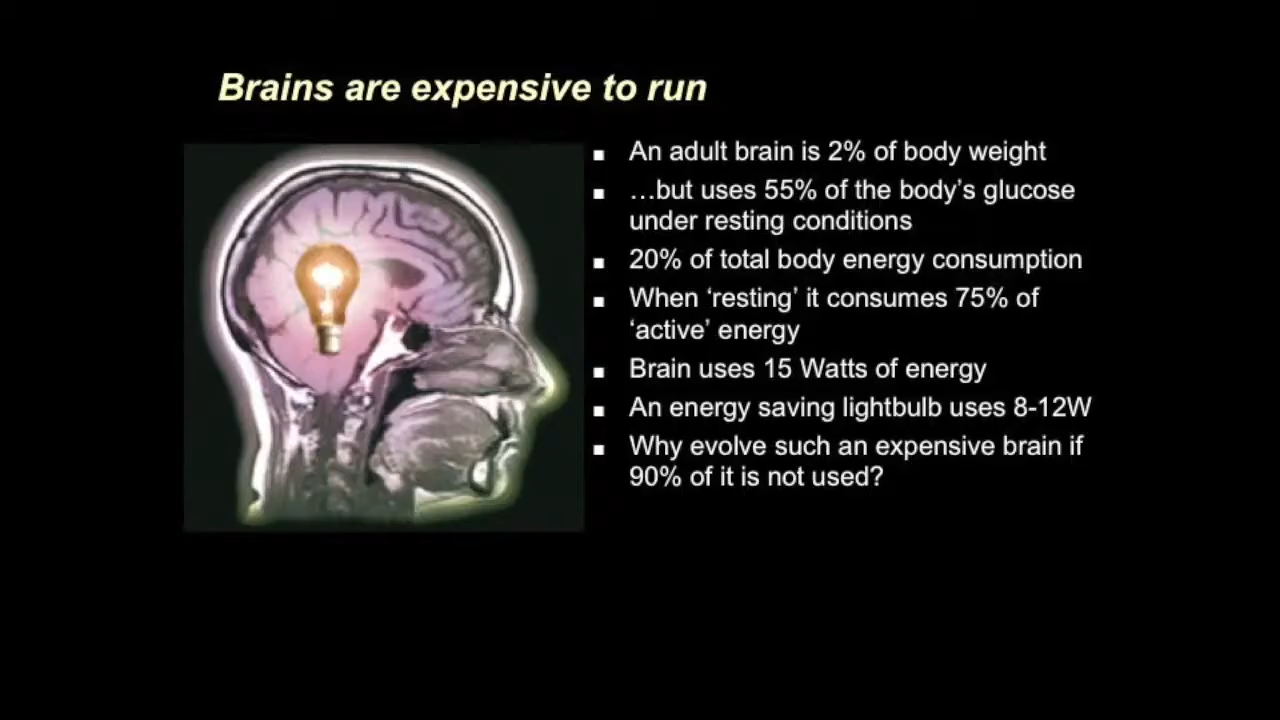 Brains are expensive to run
▪ An adult brain is 2% of body weight
▪ …but uses 55% of the body’s glucose
under resting conditions
▪ 20% of total body energy consumption
▪ When ‘resting’ it consumes 75% of
‘active’ energy
▪ Brain uses 15 Watts of energy
▪ An energy saving lightbulb uses 8-12W
▪ Why evolve such an expensive brain if
90% of it is not used?